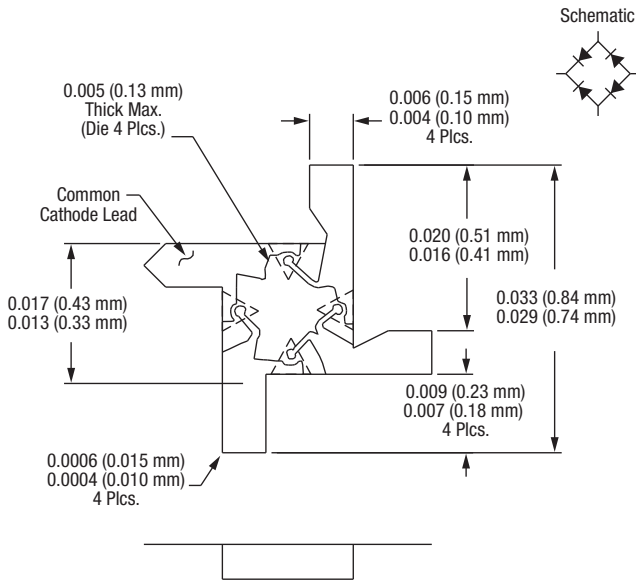 Schematic
0.005 (0.13 mm)
Thick Max.
(Die 4 Plcs.)
0.006 (0.15 mm)
0.004 (0.10 mm)
4 Plcs.
Common
Cathode Lead
0.020 (0.51 mm)
0.016 (0.41 mm)
0.017 (0.43 mm)
0.013 (0.33 mm)
0.033 (0.84 mm)
0.029 (0.74 mm)
0.009 (0.23 mm)
0.007 (0.18 mm)
4 Plcs.
0.0006 (0.015 mm)
0.0004 (0.010 mm)
4 Plcs.